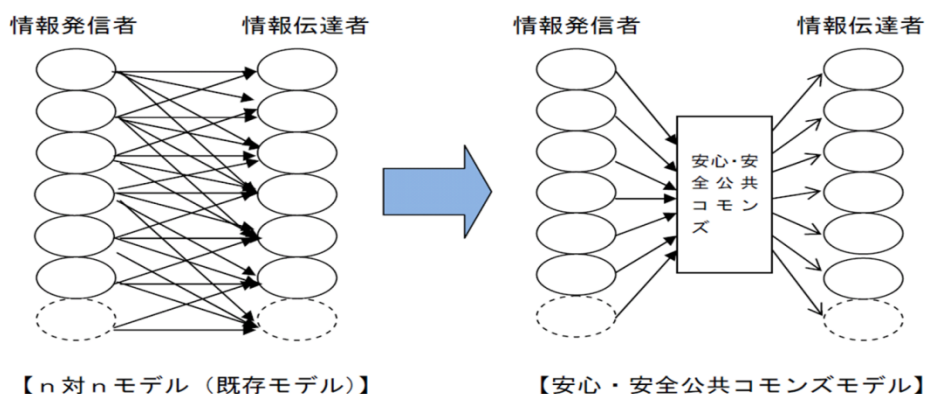 情報発信者 情報伝達者 情報発信者 情報伝達者
安心・安
全公共
コモン
ズ
【n対nモデル(既存モデル)】 【安心・安全公共コモンズモデル】